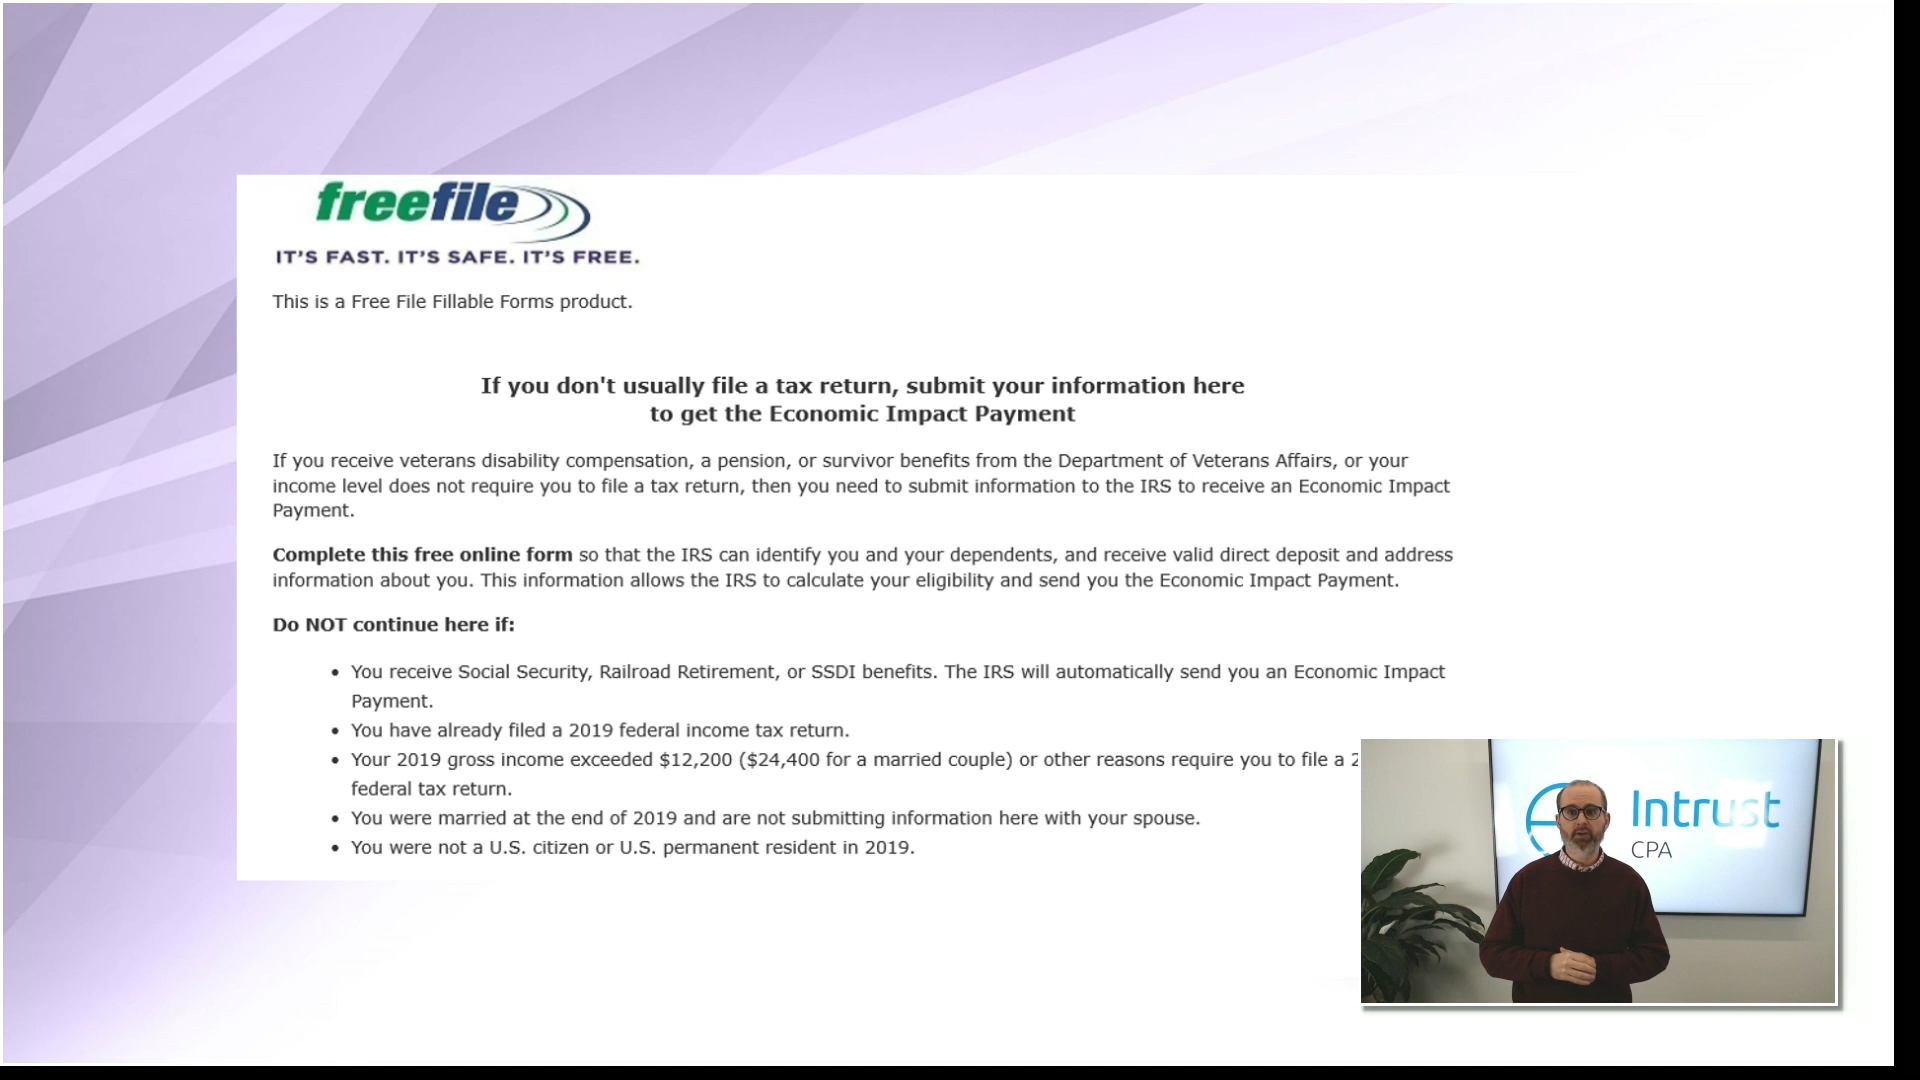 freefile
IT'S FAST. IT'S SAFE. IT'S FREE.
This is a Free File Fillable Forms product.
If you don't usually file a tax return, submit your information here
to get the Economic Impact Payment
If you receive veterans disability compensation, a pension, or survivor benefits from the Department of Veterans Affairs, or your
income level does not require you to file a tax return, then you need to submit information to the IRS to receive an Economic Impact
Payment.
Complete this free online form so that the IRS can identify you and your dependents, and receive valid direct deposit and address
information about you. This information allows the IRS to calculate your eligibility and send you the Economic Impact Payment.
Do NOT continue here if:
• You receive Social Security, Railroad Retirement, or SSDI benefits. The IRS will automatically send you an Economic Impact
Payment.
• You have already filed a 2019 federal income tax return.
• Your 2019 gross income exceeded $12,200 ($24,400 for a married couple) or other reasons require you to file a 2
federal tax return.
• You were married at the end of 2019 and are not submitting information here with your spouse.
• You were not a U.S. citizen or U.S. permanent resident in 2019.
Intrust
CPA